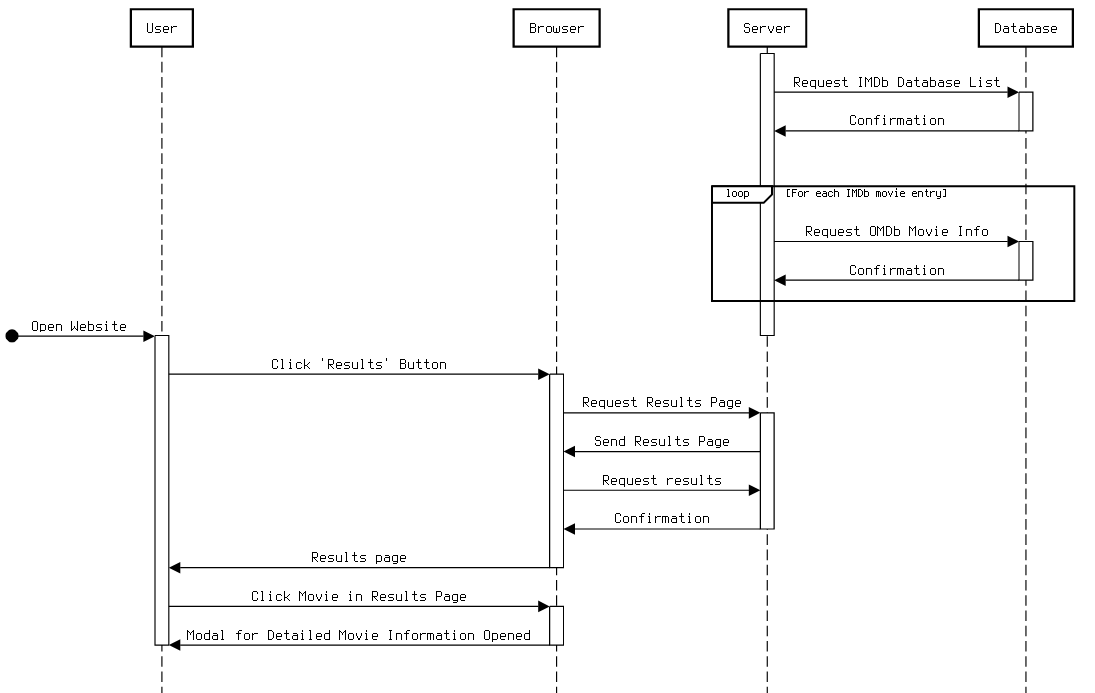 User
Browser
Server
Database
Request IMDb Database List
Confirmation
loop
[For each IMDb movie entry]
Request OMDb Movie Info
Confirmation
Open Website
Click 'Results' Button
Request Results Page
Send Results Page
Request results
Confirmation
Results page
Click Movie in Results Page
Modal for Detailed Movie Information Opened